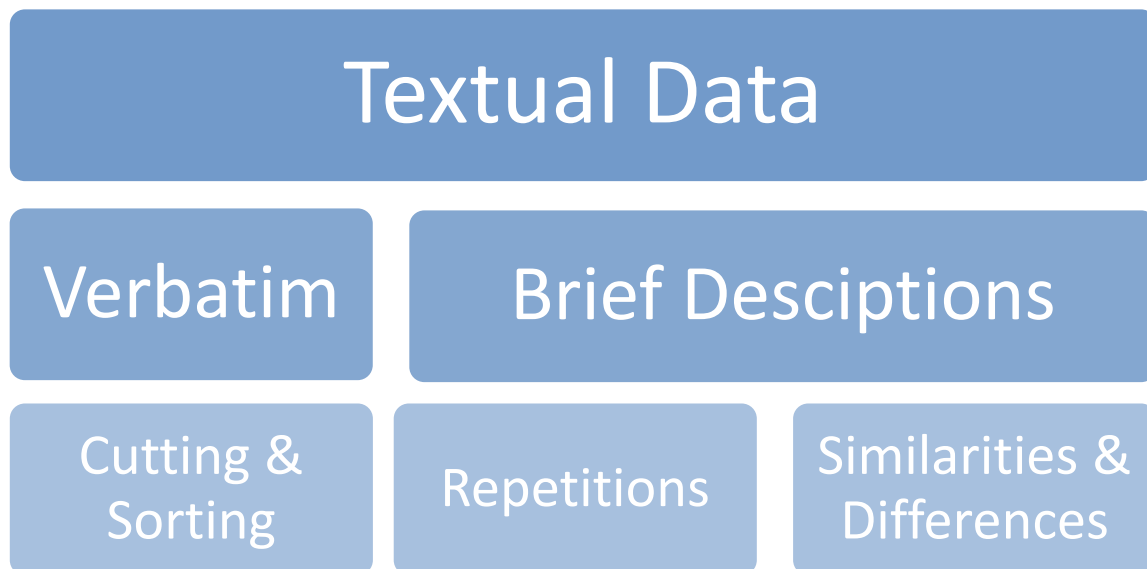 Textual Data
Verbatim
Brief Desciptions
Cutting &
Sorting
Repetitions
Similarities &
Differences